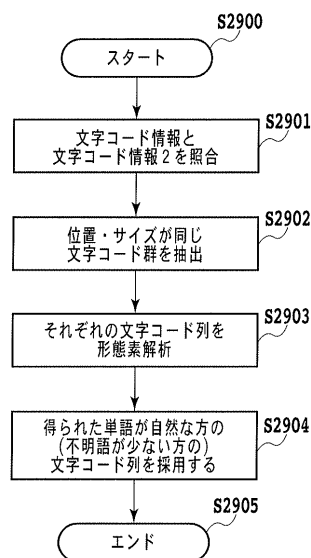 S2900
スタート
S2901
文字コード情報と
文字コード情報2を照合
S2902
位置・サイズが同じ
文字コード群を抽出
S2903
それぞれの文字コード列を
形態素解析
S2904
得られた単語が自然な方の
(不明語が少ない方の)
文字コード列を採用する
S2905
エンド